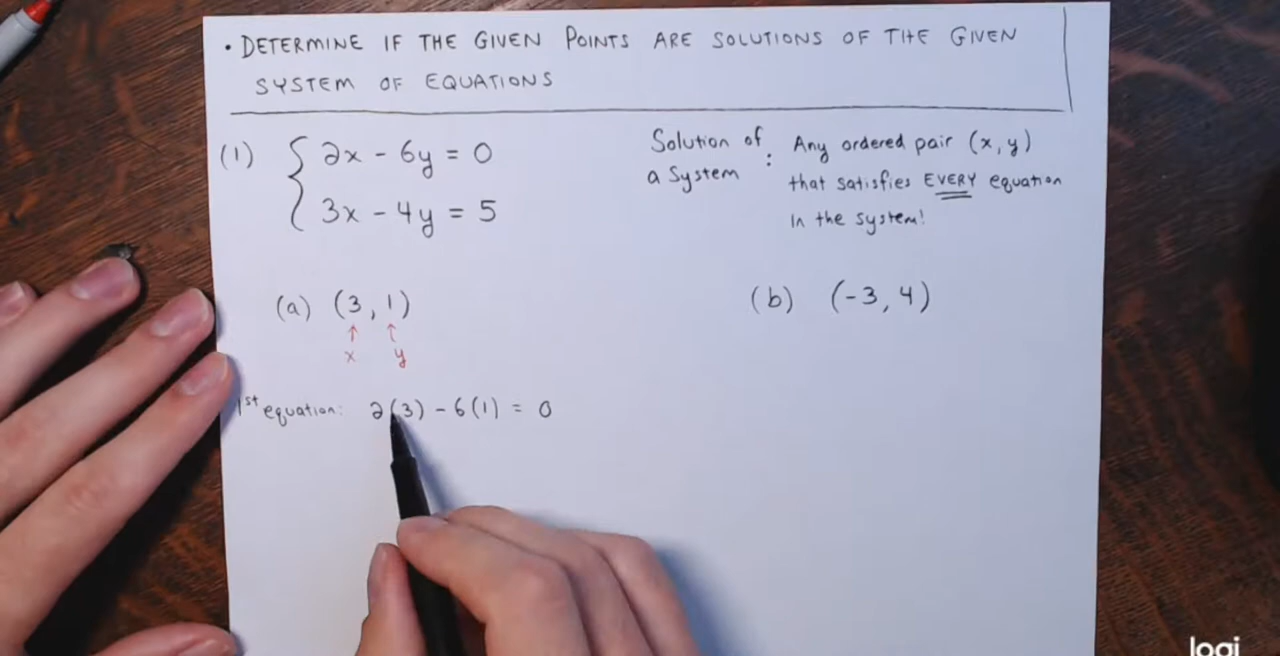 • DETERMINE IF THE GIVEN POINTS ARE SOLUTIONS OF THE GIVEN
SYSTEM OF EQUATIONS
(1) { 2x - 6y = 0
3x - 4y = 5
Solution of a System : Any ordered pair (x, y)
that satisfies EVERY equation
in the system!
(a) (3, 1)
↑ ↑
x y
(b) (-3, 4)
1st equation: 2(3) - 6(1) = 0
logi